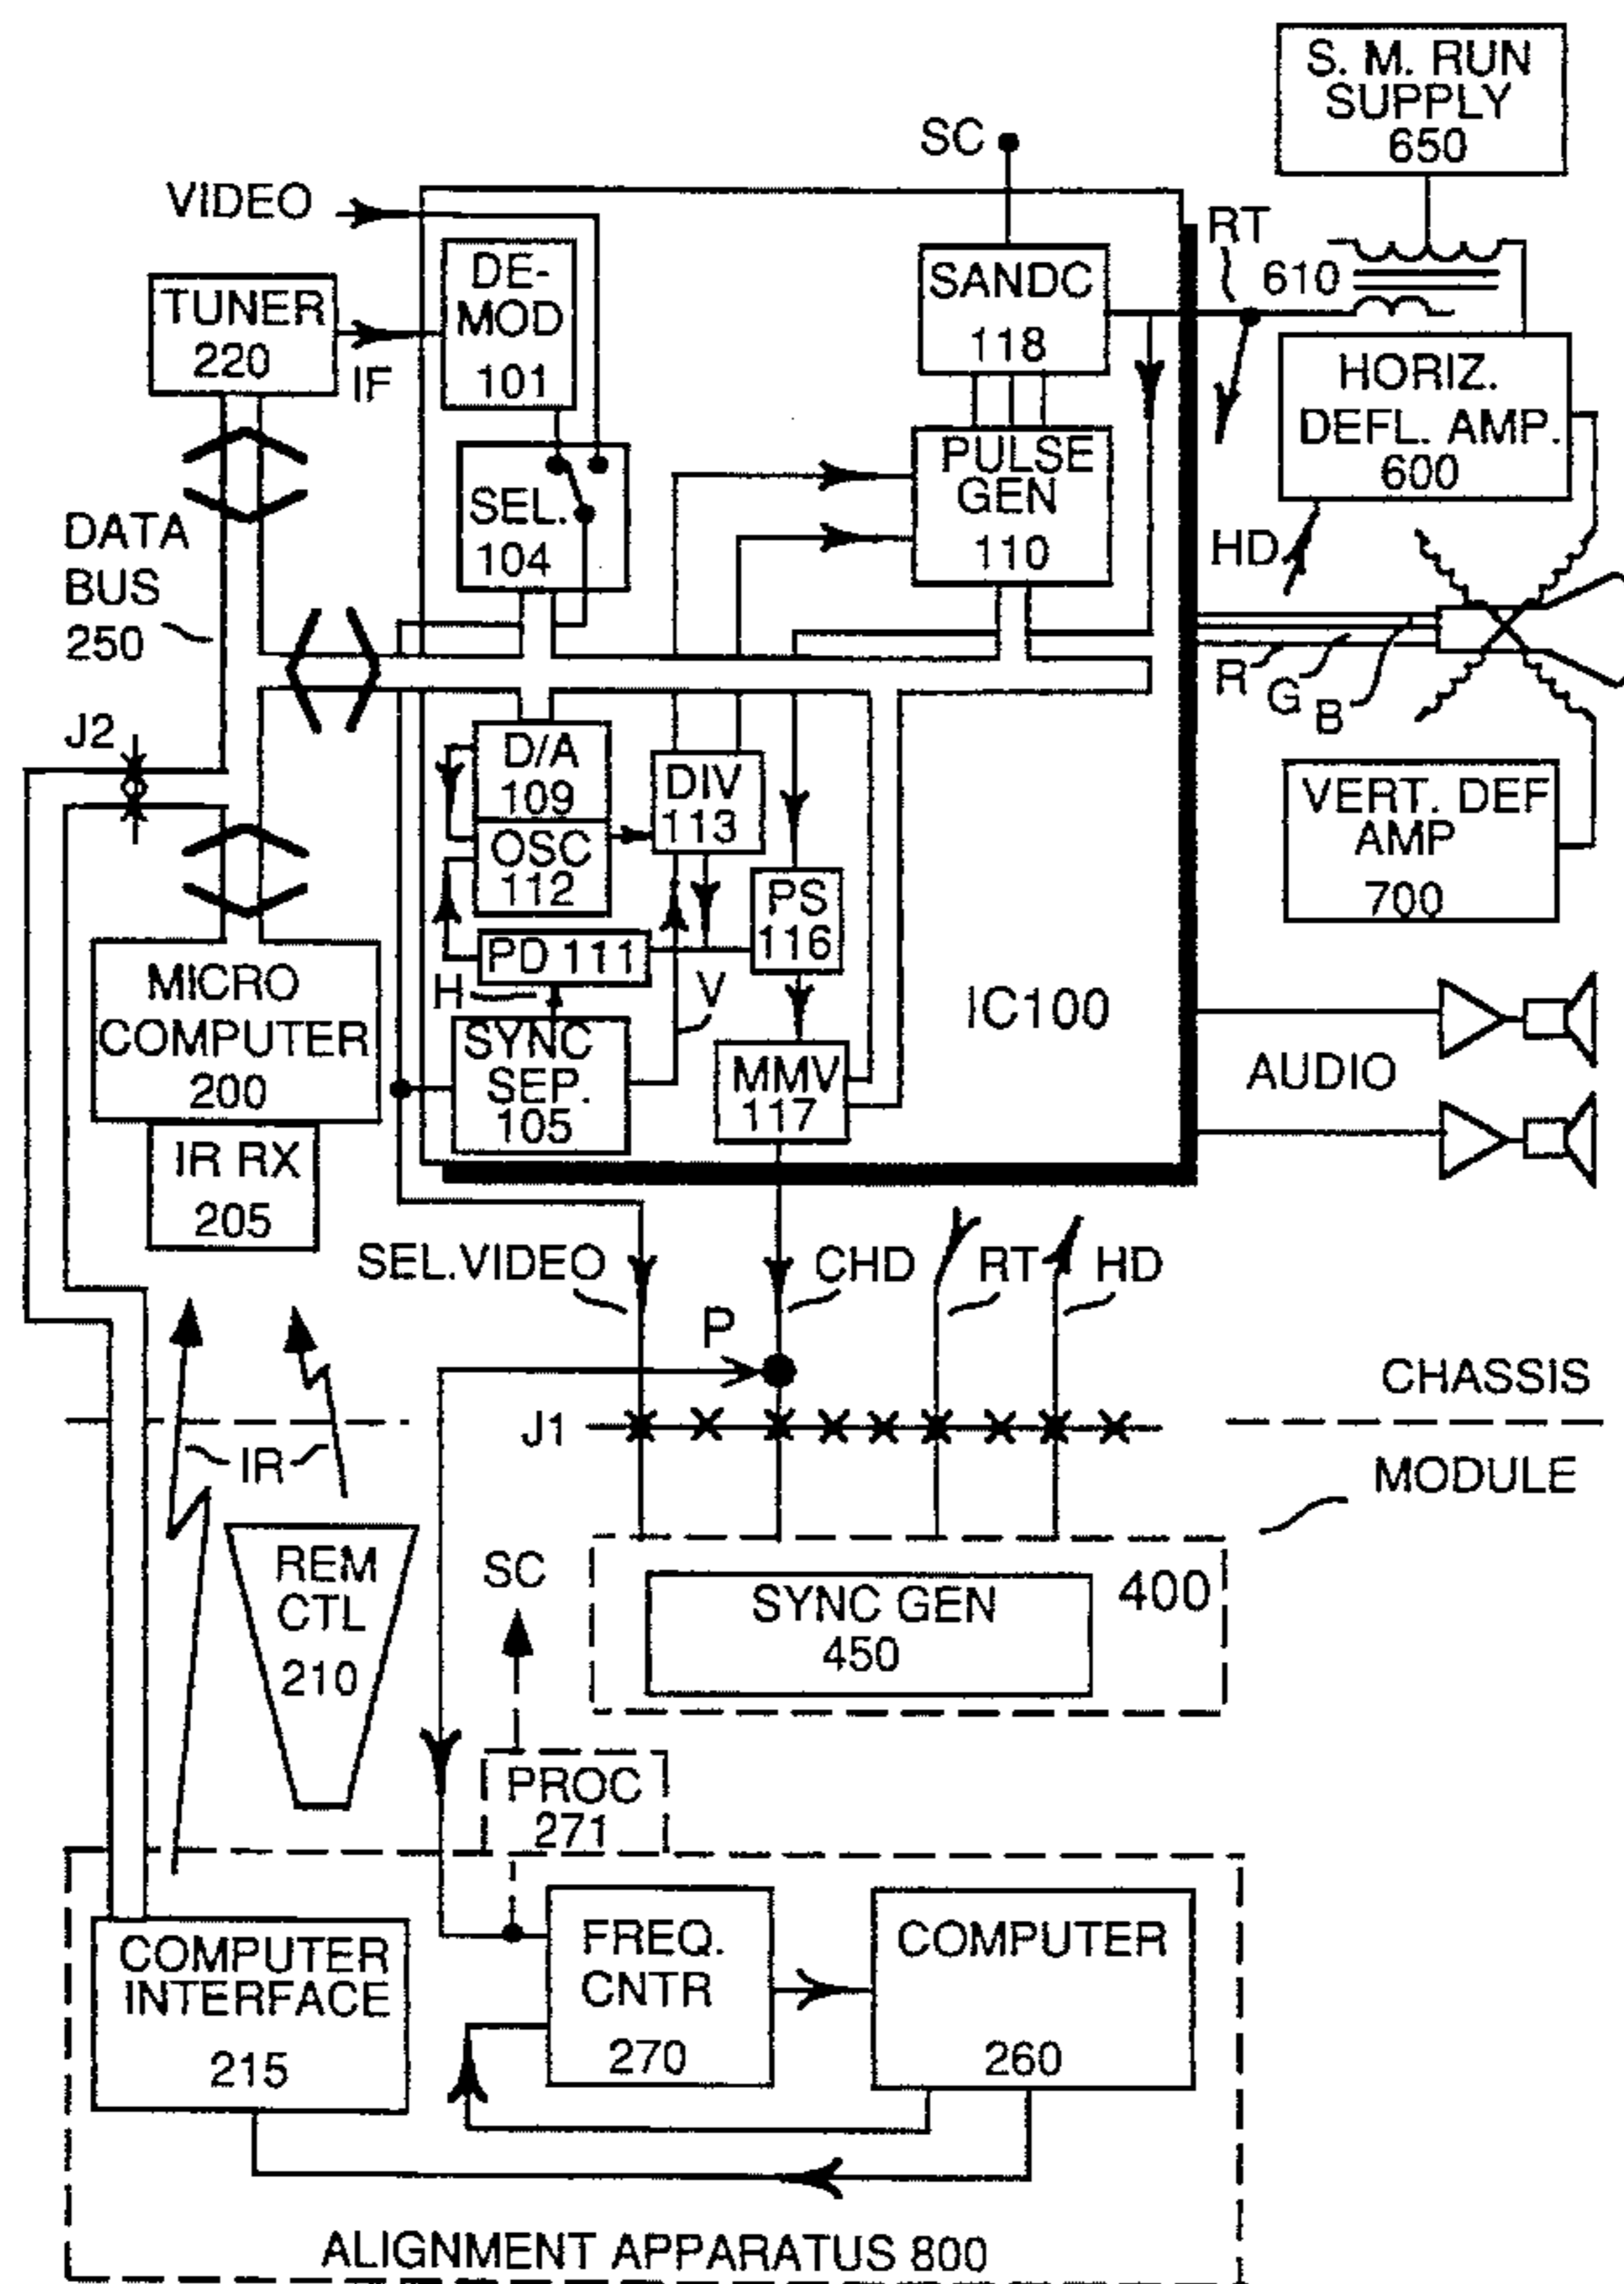 S. M. RUN
SUPPLY
650
SC
VIDEO
RT
610
DE-
MOD
101
SANDC
118
TUNER
220
IF
HORIZ.
DEFL. AMP.
600
PULSE
GEN
110
SEL.
104
HD
DATA
BUS
250
R
G
B
J2
D/A
109
DIV
113
VERT. DEF
AMP
700
OSC
112
PS
116
PD 111
MICRO
COMPUTER
200
H
V
IC100
SYNC
SEP.
105
MMV
117
AUDIO
IR RX
205
SEL.VIDEO
CHD
RT
HD
P
CHASSIS
J1
IR
MODULE
REM
CTL
210
SC
SYNC GEN
450
400
PROC
271
COMPUTER
INTERFACE
215
FREQ.
CNTR
270
COMPUTER
260
ALIGNMENT APPARATUS 800